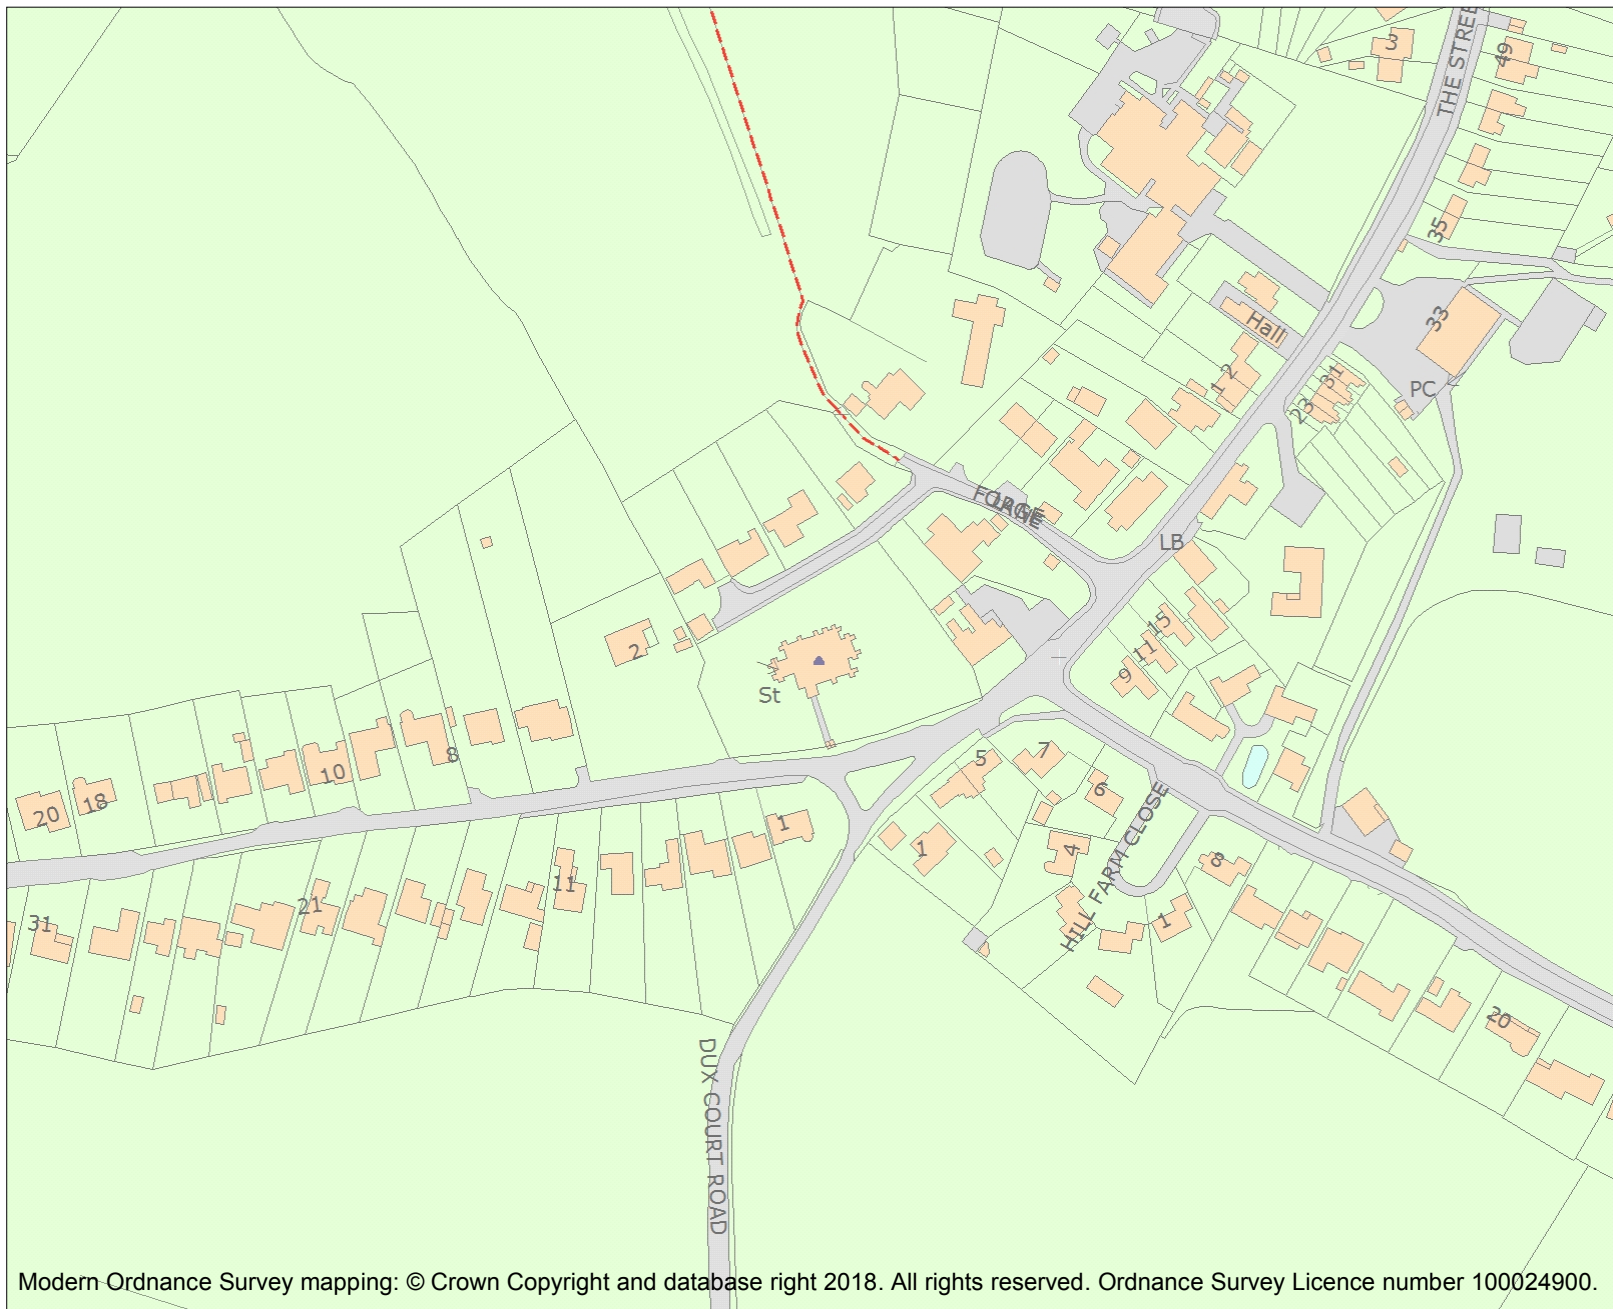 3
THE STREE
49
35
33
Hall
1 2
31
23
PC
FORGE
LANE
LB
2
St
15
11
9
5
7
6
8
10
20
18
1
1
4
HILL FARM CLOSE
8
1
11
21
31
20
DUX COURT ROAD
Modern Ordnance Survey mapping: © Crown Copyright and database right 2018. All rights reserved. Ordnance Survey Licence number 100024900.